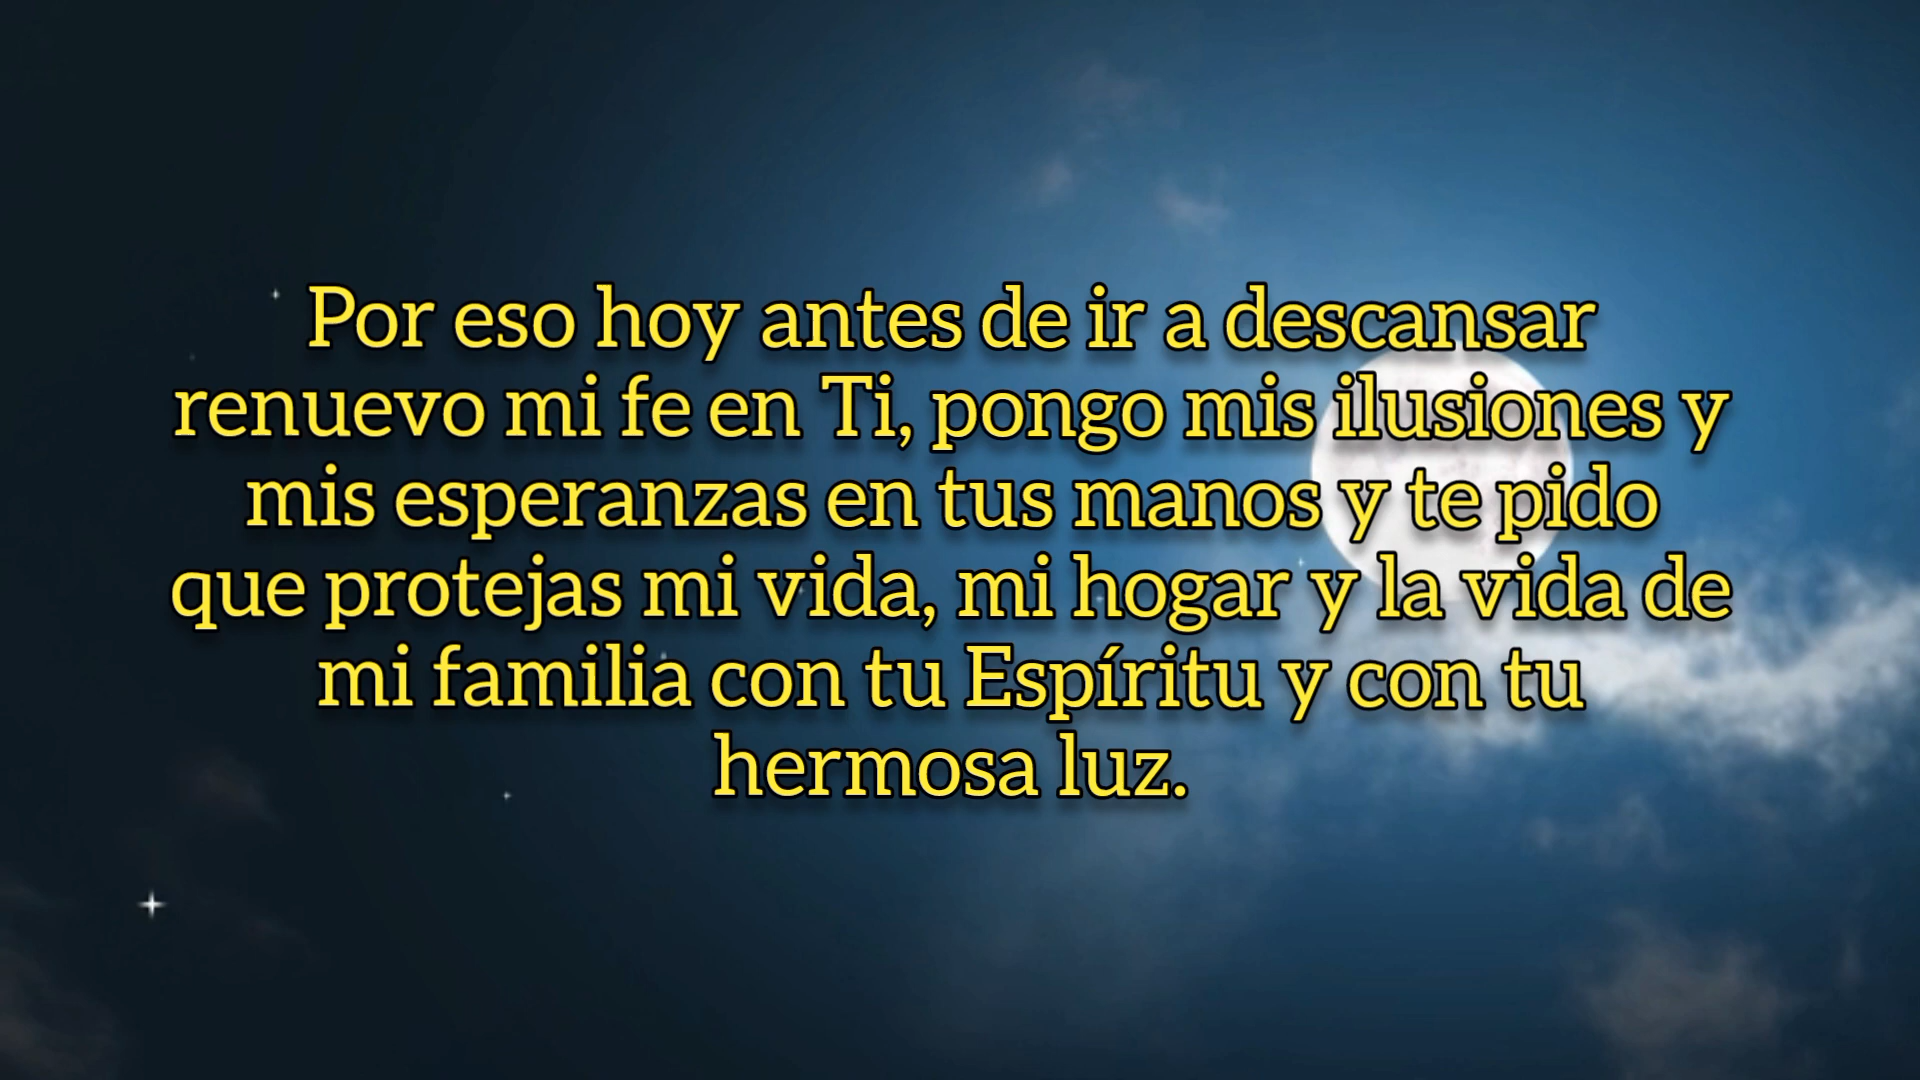 Por eso hoy antes de ir a descansar
renuevo mi fe en Ti, pongo mis ilusiones y
mis esperanzas en tus manos y te pido
que protejas mi vida, mi hogar y la vida de
mi familia con tu Espíritu y con tu
hermosa luz.